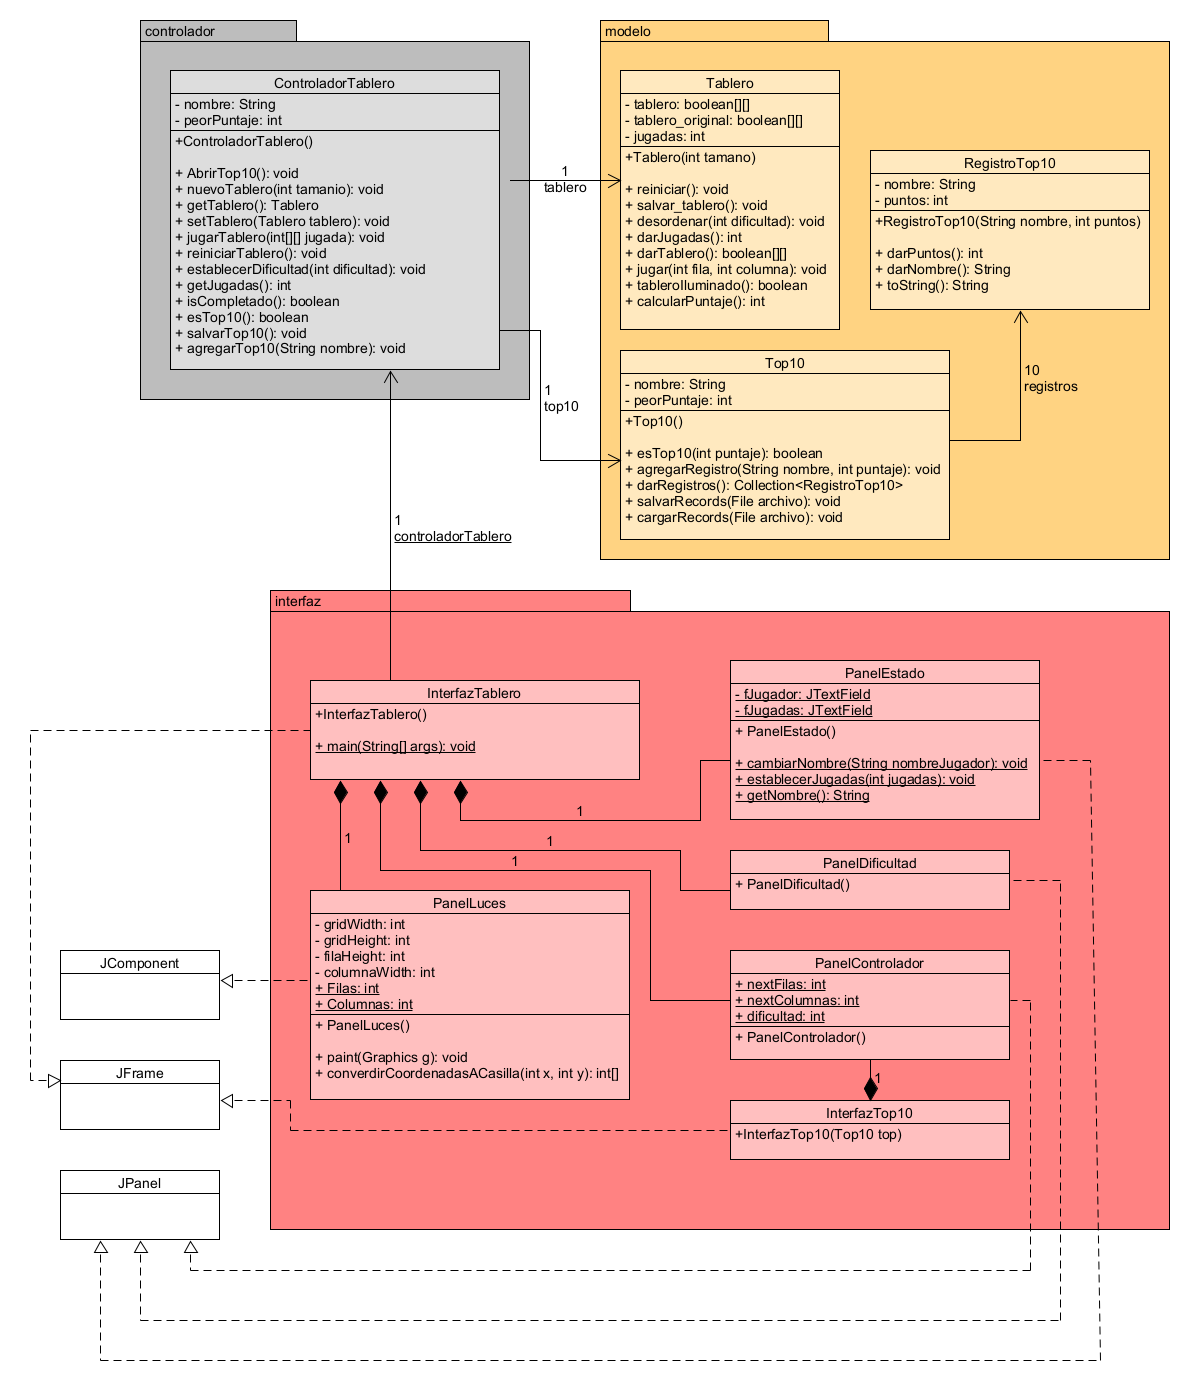 controlador
ControladorTablero
- nombre: String
- peorPuntaje: int
+ControladorTablero()
+ AbrirTop10(): void
+ nuevoTablero(int tamanio): void
+ getTablero(): Tablero
+ setTablero(Tablero tablero): void
+ jugarTablero(int[][] jugada): void
+ reiniciarTablero(): void
+ establecerDificultad(int dificultad): void
+ getJugadas(): int
+ isCompletado(): boolean
+ esTop10(): boolean
+ salvarTop10(): void
+ agregarTop10(String nombre): void
1
tablero
1
top10
modelo
Tablero
- tablero: boolean[][]
- tablero_original: boolean[][]
- jugadas: int
+Tablero(int tamano)
+ reiniciar(): void
+ salvar_tablero(): void
+ desordenar(int dificultad): void
+ darJugadas(): int
+ darTablero(): boolean[][]
+ jugar(int fila, int columna): void
+ tableroIluminado(): boolean
+ calcularPuntaje(): int
RegistroTop10
- nombre: String
- puntos: int
+RegistroTop10(String nombre, int puntos)
+ darPuntos(): int
+ darNombre(): String
+ toString(): String
10
registros
Top10
- nombre: String
- peorPuntaje: int
+Top10()
+ esTop10(int puntaje): boolean
+ agregarRegistro(String nombre, int puntaje): void
+ darRegistros(): Collection<RegistroTop10>
+ salvarRecords(File archivo): void
+ cargarRecords(File archivo): void
1
controladorTablero
interfaz
InterfazTablero
+InterfazTablero()
+ main(String[] args): void
PanelEstado
- fJugador: JTextField
- fJugadas: JTextField
+ PanelEstado()
+ cambiarNombre(String nombreJugador): void
+ establecerJugadas(int jugadas): void
+ getNombre(): String
1
1
1
1
PanelDificultad
+ PanelDificultad()
PanelLuces
- gridWidth: int
- gridHeight: int
- filaHeight: int
- columnaWidth: int
+ Filas: int
+ Columnas: int
+ PanelLuces()
+ paint(Graphics g): void
+ converdirCoordenadasACasilla(int x, int y): int[]
PanelControlador
+ nextFilas: int
+ nextColumnas: int
+ dificultad: int
+ PanelControlador()
1
InterfazTop10
+InterfazTop10(Top10 top)
JComponent
JFrame
JPanel